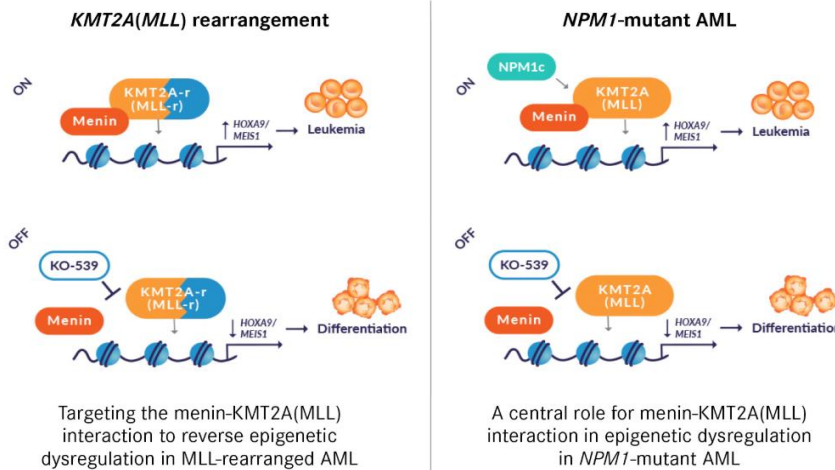 KMT2A(MLL) rearrangement
ON
KMT2A-r
(MLL-r)
Menin
↑ HOXA9/
MEIS1
Leukemia
OFF
KO-539
KMT2A-r
(MLL-r)
Menin
↓ HOXA9/
MEIS1
Differentiation
Targeting the menin-KMT2A(MLL)
interaction to reverse epigenetic
dysregulation in MLL-rearranged AML
NPM1-mutant AML
ON
NPM1c
KMT2A
(MLL)
Menin
↑ HOXA9/
MEIS1
Leukemia
OFF
KO-539
KMT2A
(MLL)
Menin
↓ HOXA9/
MEIS1
Differentiation
A central role for menin-KMT2A(MLL)
interaction in epigenetic dysregulation
in NPM1-mutant AML